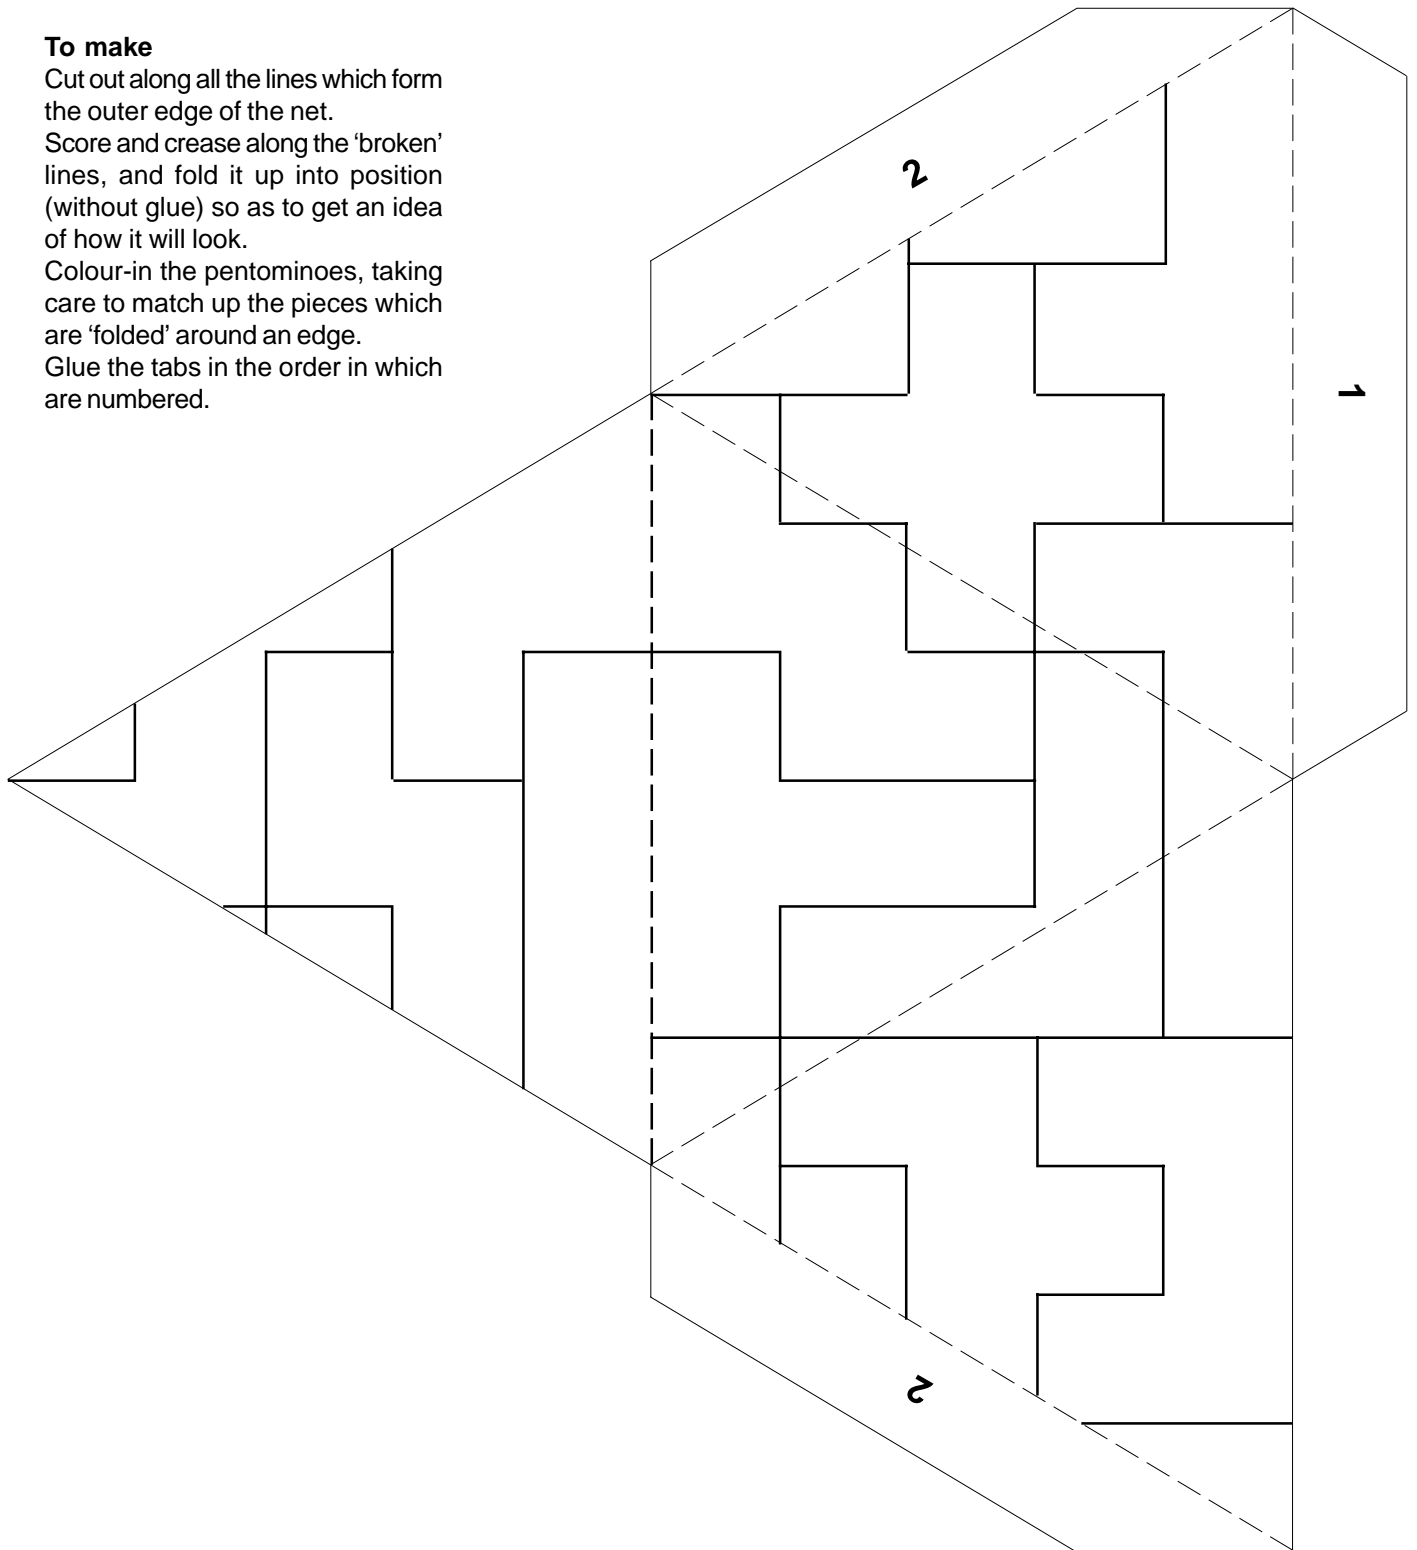 To make
Cut out along all the lines which form
the outer edge of the net.
Score and crease along the ‘broken’
lines, and fold it up into position
(without glue) so as to get an idea
of how it will look.
Colour-in the pentominoes, taking
care to match up the pieces which
are ‘folded’ around an edge.
Glue the tabs in the order in which
are numbered.
2
1
2